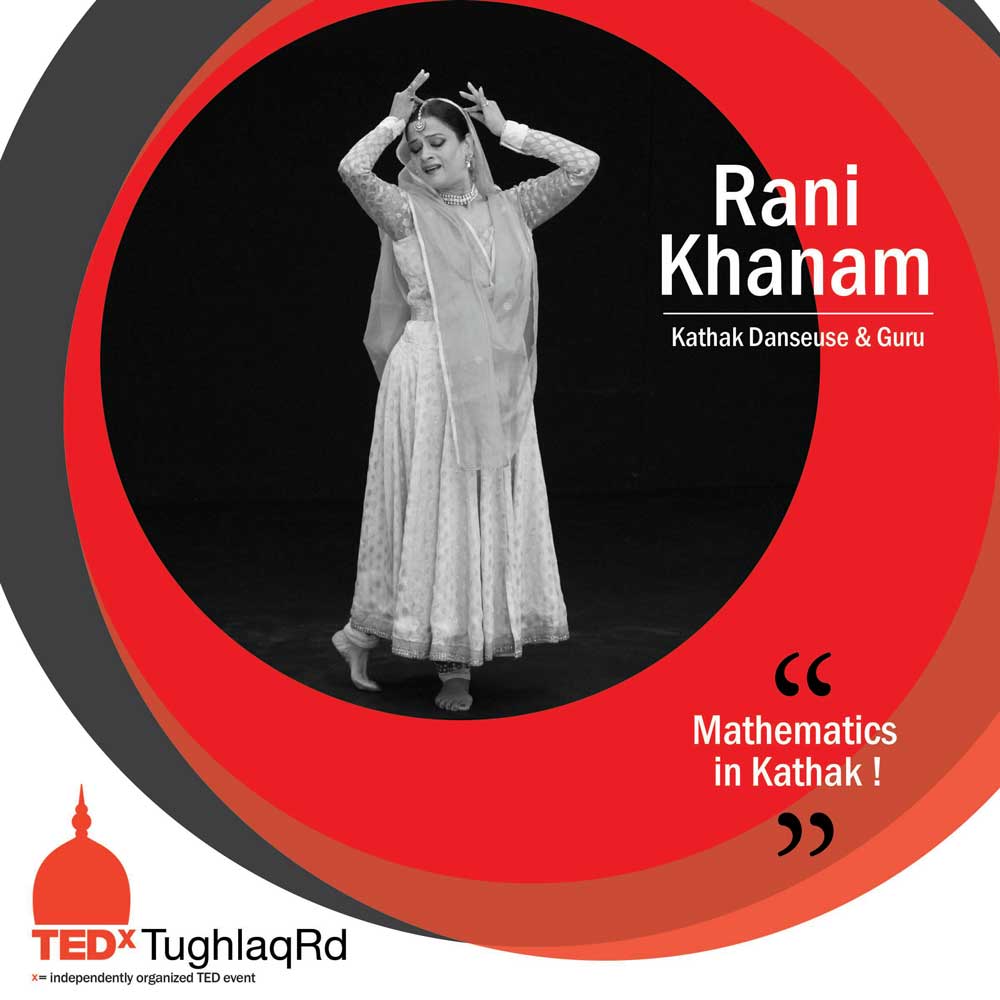 Rani
Khanam
Kathak Danseuse & Guru
“
Mathematics
in Kathak !
”
TEDx TughlaqRd
x= independently organized TED event